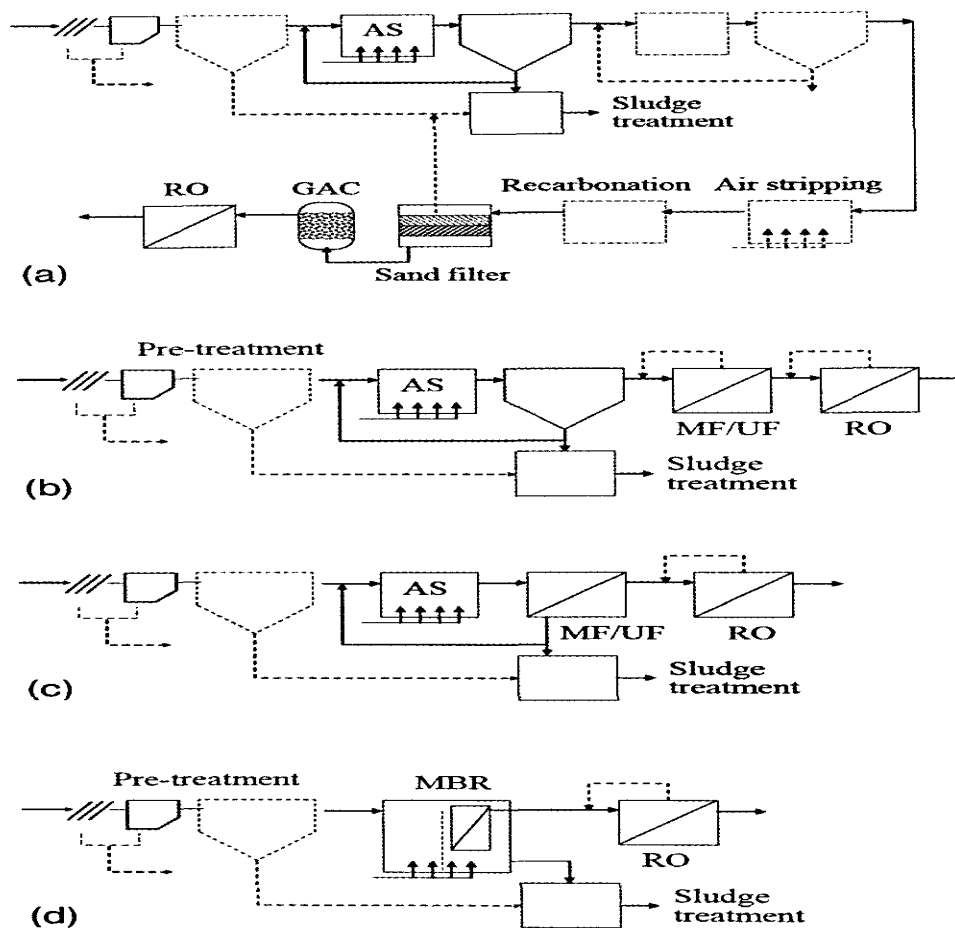 AS
Sludge
treatment
RO
GAC
Recarbonation
Air stripping
Sand filter
(a)
Pre-treatment
AS
MF/UF
RO
Sludge
treatment
(b)
AS
MF/UF
RO
Sludge
treatment
(c)
Pre-treatment
MBR
RO
Sludge
treatment
(d)